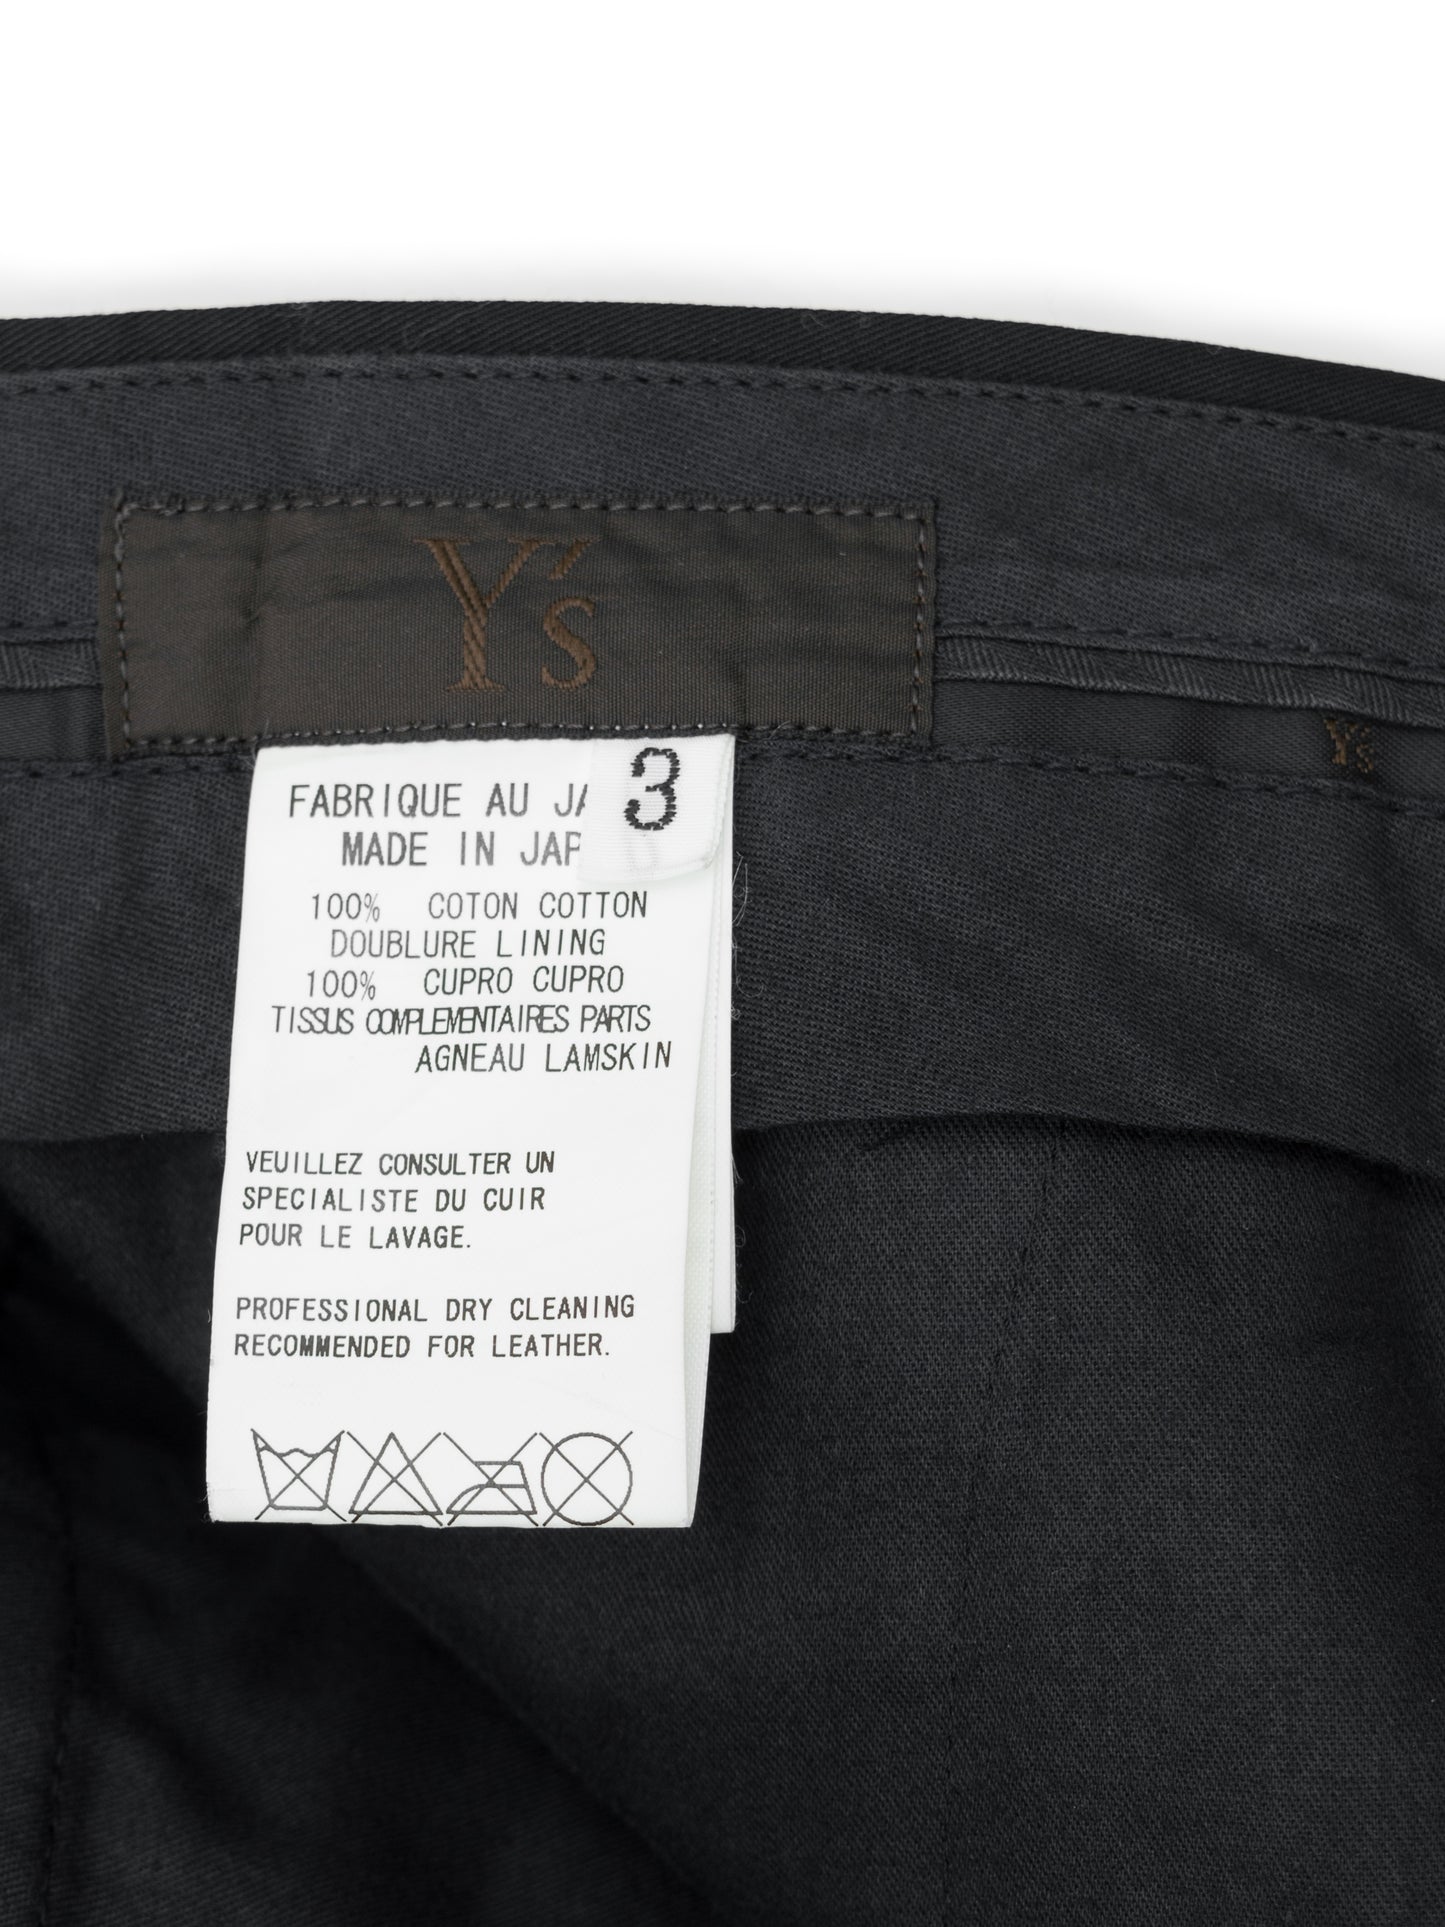 Y's
Y's
3
FABRIQUE AU JA
MADE IN JAP
100% COTON COTTON
DOUBLURE LINING
100% CUPRO CUPRO
TISSUS COMPLEMENTAIRES PARTS
AGNEAU LAMSKIN
VEUILLEZ CONSULTER UN
SPECIALISTE DU CUIR
POUR LE LAVAGE.
PROFESSIONAL DRY CLEANING
RECOMMENDED FOR LEATHER.